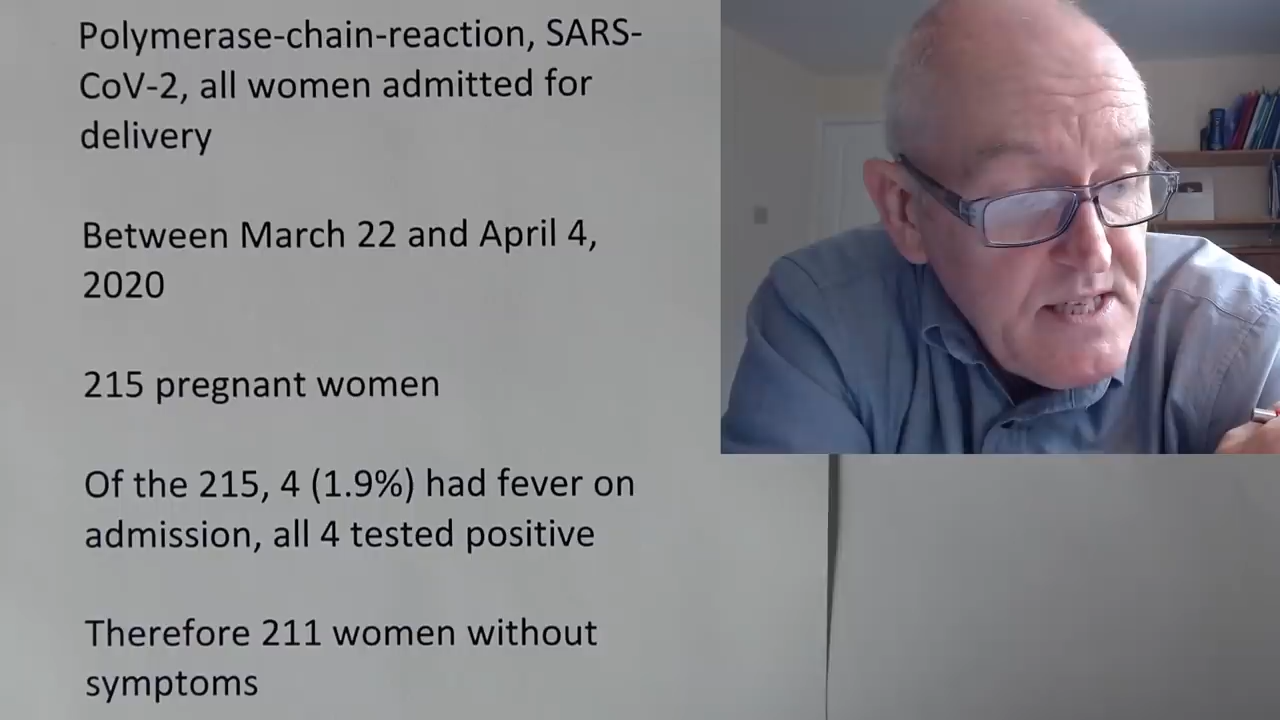 Polymerase-chain-reaction, SARS-
CoV-2, all women admitted for
delivery
Between March 22 and April 4,
2020
215 pregnant women
Of the 215, 4 (1.9%) had fever on
admission, all 4 tested positive
Therefore 211 women without
symptoms